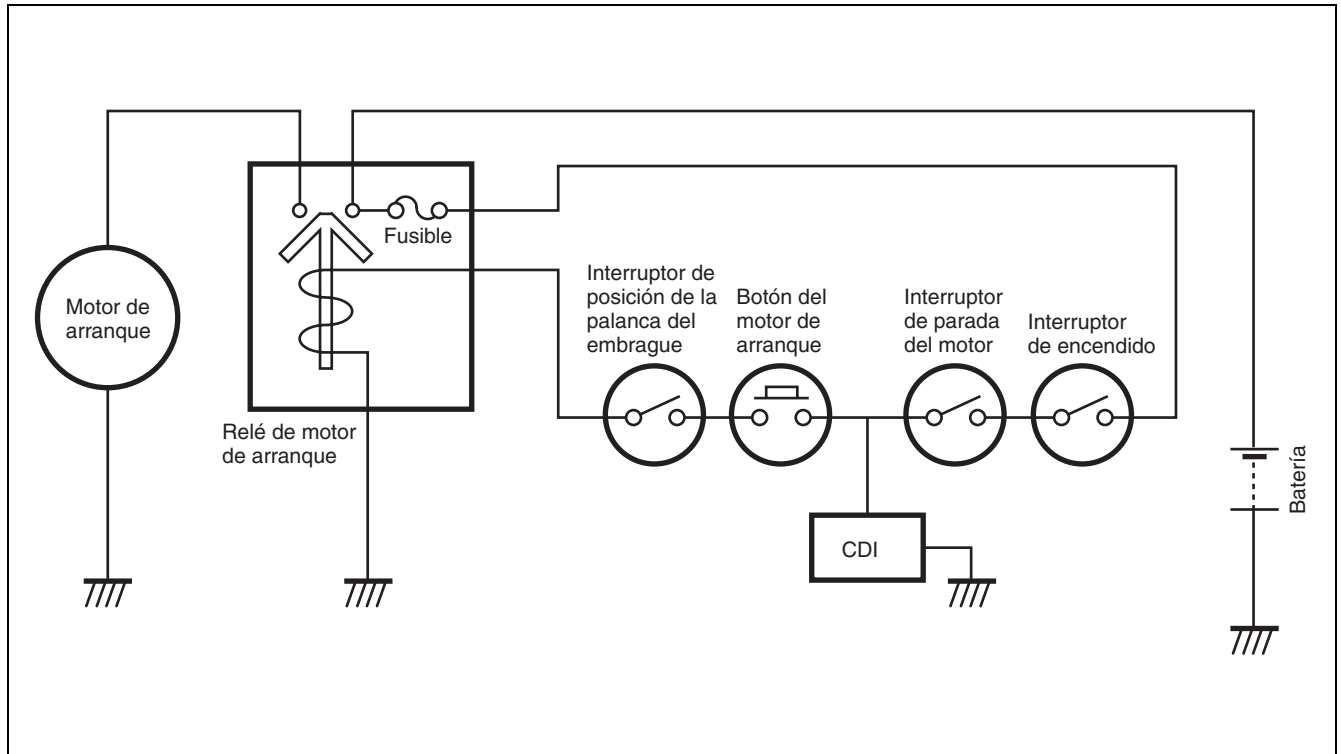 Fusible
Motor de
arranque
Relé de motor
de arranque
Interruptor de
posición de la
palanca del
embrague
Botón del
motor de
arranque
Interruptor
de parada
del motor
Interruptor
de encendido
CDI
Batería